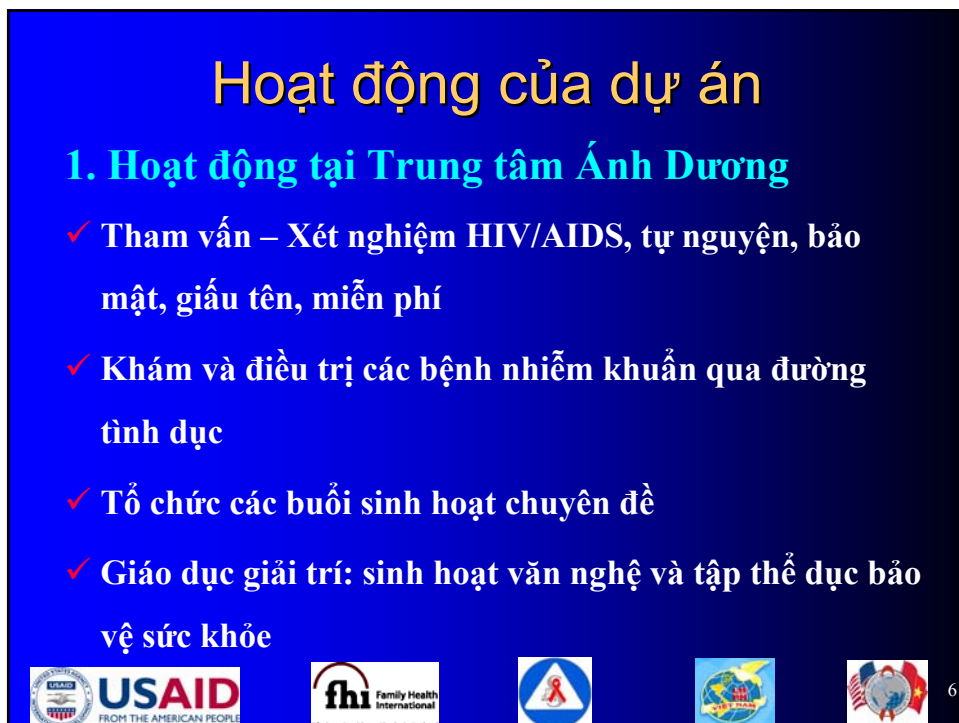 Hoạt động của dự án
1. Hoạt động tại Trung tâm Ánh Dương
Tham vấn – Xét nghiệm HIV/AIDS, tự nguyện, bảo
mật, giấu tên, miễn phí
Khám và điều trị các bệnh nhiễm khuẩn qua đường
tình dục
Tổ chức các buổi sinh hoạt chuyên đề
Giáo dục giải trí: sinh hoạt văn nghệ và tập thể dục bảo
vệ sức khỏe
USAID
USAID
FROM THE AMERICAN PEOPLE
fhi Family Health
International
VIỆT NAM
6